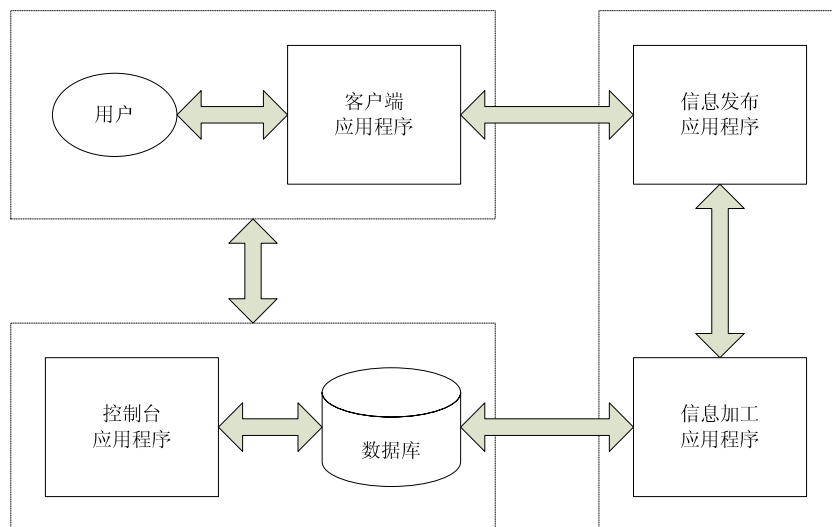 用户
客户端
应用程序
信息发布
应用程序
控制台
应用程序
数据库
信息加工
应用程序